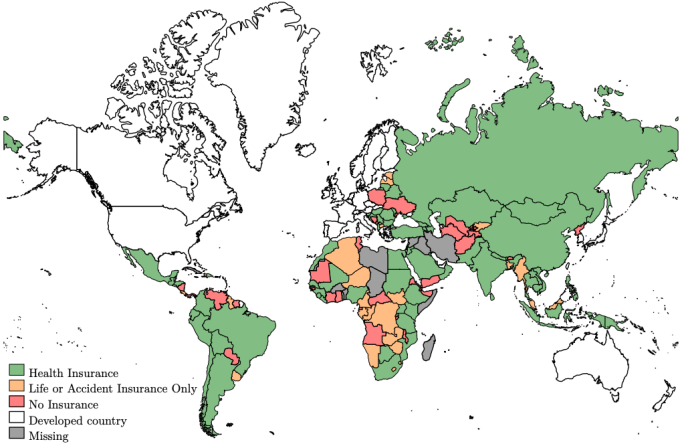 Health Insurance
Life or Accident Insurance Only
No Insurance
Developed country
Missing